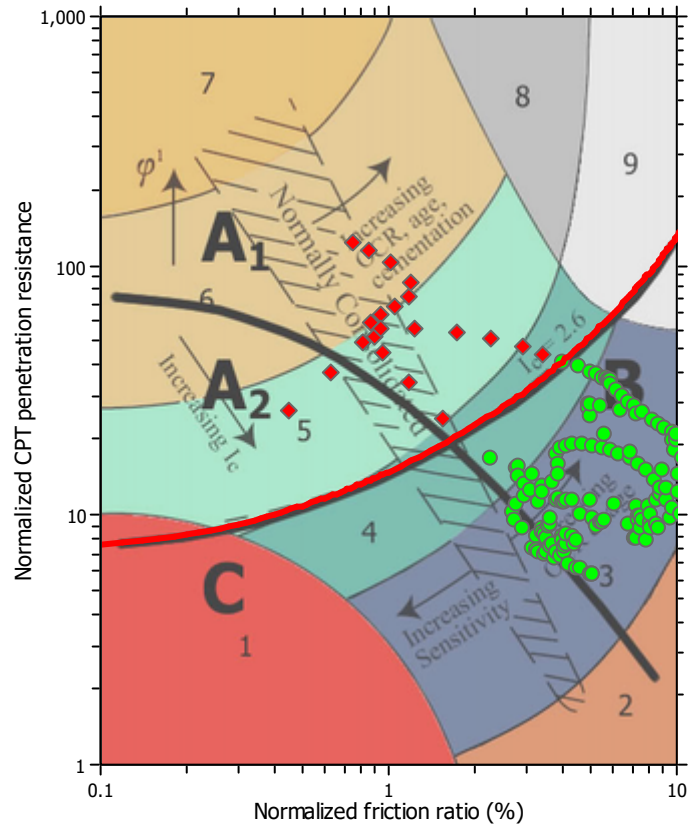 1,000
100
10
1
Normalized CPT penetration resistance
7
8
9
φ¹
A1
6
Normally Consolidated
Increasing
OCR, age,
cementation
A2
Increasing Ic
5
Ic = 2.6
B
4
C
1
Increasing
Sensitivity
3
2
0.1
1
10
Normalized friction ratio (%)